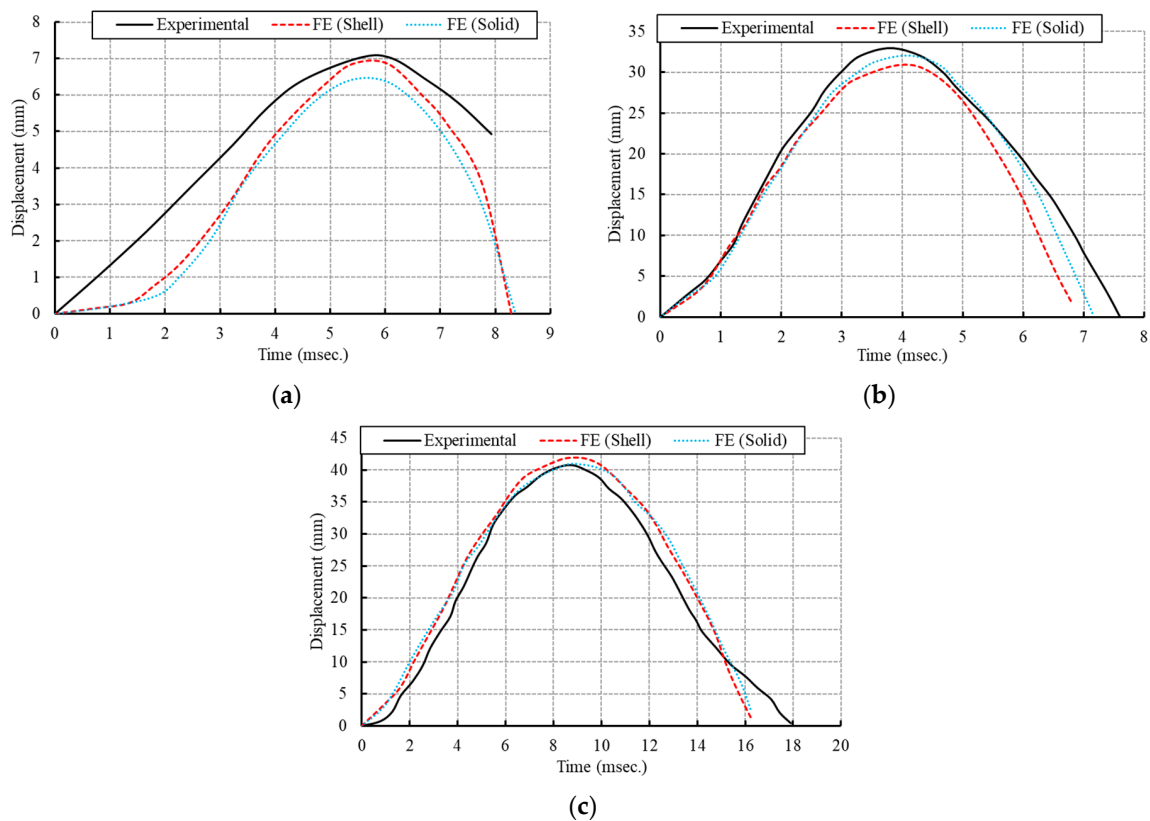 Experimental FE (Shell) FE (Solid)
8
7
6
5
4
3
2
1
0
Displacement (mm)
0 1 2 3 4 5 6 7 8 9
Time (msec.)
(a)
Experimental FE (Shell) FE (Solid)
35
30
25
20
15
10
5
0
Displacement (mm)
0 1 2 3 4 5 6 7 8
Time (msec.)
(b)
Experimental FE (Shell) FE (Solid)
45
40
35
30
25
20
15
10
5
0
Displacement (mm)
0 2 4 6 8 10 12 14 16 18 20
Time (msec.)
(c)